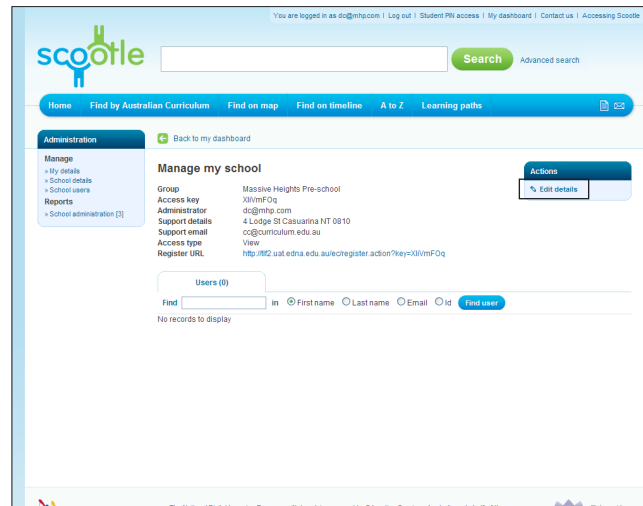 You are logged in as dc@mhp.com | Log out | Student PIN access | My dashboard | Contact us | Accessing Scootle
scootle
Search
Advanced search
Home Find by Australian Curriculum Find on map Find on timeline A to Z Learning paths
Administration
Manage
» My details
» School details
» School users
Reports
» School administration [3]
Back to my dashboard
Manage my school
Group Massive Heights Pre-school
Access key XIiVmFOq
Administrator dc@mhp.com
Support details 4 Lodge St Casuarina NT 0810
Support email cc@curriculum.edu.au
Access type View
Register URL http://tlf2.uat.edna.edu.au/ec/register.action?key=XIiVmFOq
Actions
Edit details
Users (0)
Find in First name Last name Email Id Find user
No records to display